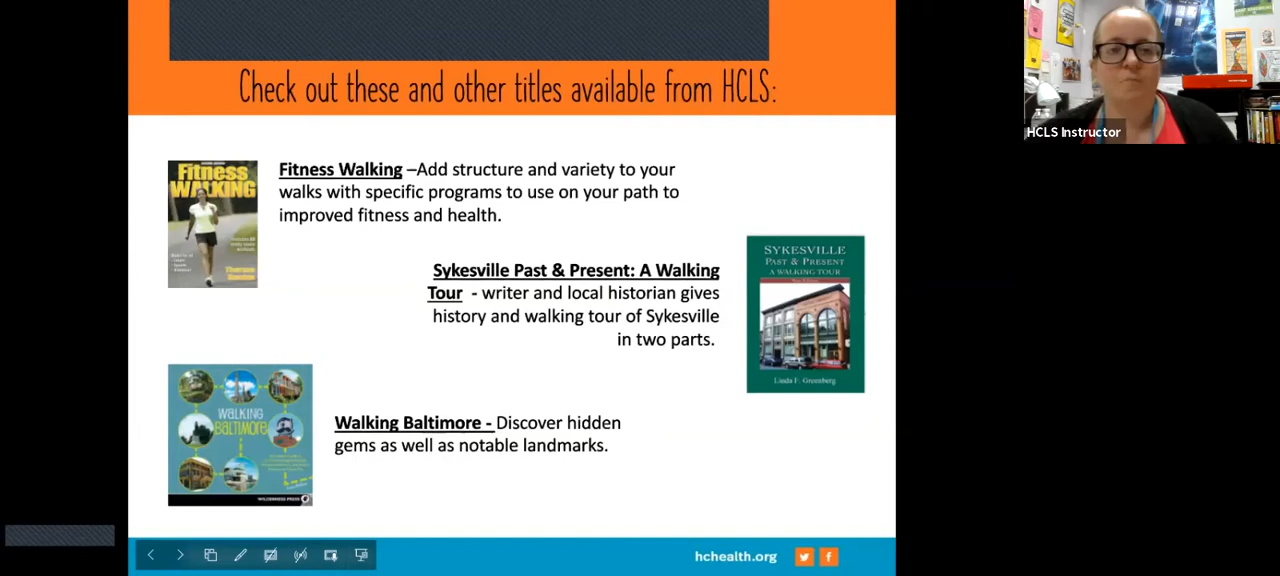 Check out these and other titles available from HCLS:
HCLS Instructor
Fitness
WALKING
Fitness Walking –Add structure and variety to your
walks with specific programs to use on your path to
improved fitness and health.
Sykesville Past & Present: A Walking
Tour - writer and local historian gives
history and walking tour of Sykesville
in two parts.
SYKESVILLE
PAST & PRESENT
A WALKING TOUR
Linda F. Greenberg
WALKING
BALTIMORE
WILDERNESS PRESS
Walking Baltimore - Discover hidden
gems as well as notable landmarks.
hchealth.org